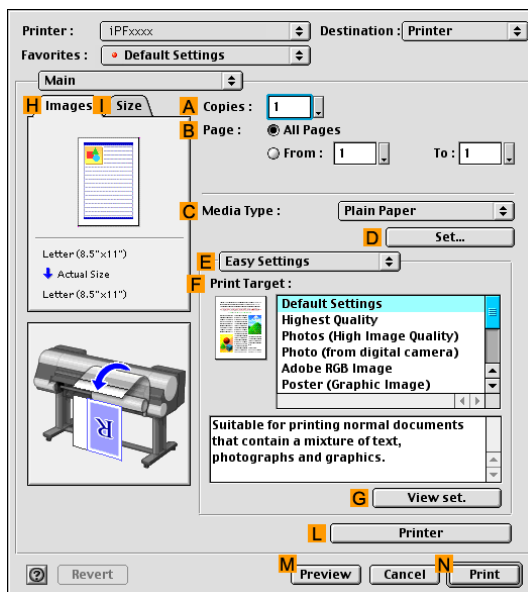 Printer : iPFxxxx Destination : Printer
Favorites : Default Settings
Main
H Images I Size
A Copies : 1
B Page : All Pages
From : 1 To : 1
C Media Type : Plain Paper
D Set...
Letter (8.5"x11")
Actual Size
Letter (8.5"x11")
E Easy Settings
F Print Target :
Default Settings
Highest Quality
Photos (High Image Quality)
Photo (from digital camera)
Adobe RGB Image
Poster (Graphic Image)
R
Suitable for printing normal documents
that contain a mixture of text,
photographs and graphics.
G View set.
L Printer
? Revert M Preview Cancel N Print